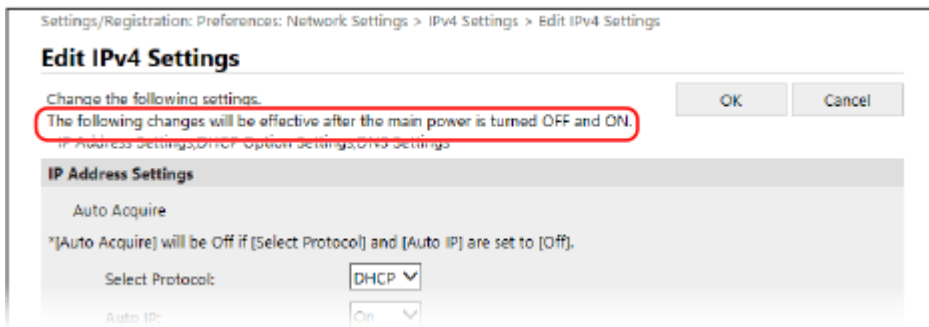 Settings/Registration: Preferences: Network Settings > IPv4 Settings > Edit IPv4 Settings
Edit IPv4 Settings
Change the following settings.
OK
Cancel
The following changes will be effective after the main power is turned OFF and ON.
IP Address Settings,DHCP Option Settings,DNS Settings
IP Address Settings
Auto Acquire
*[Auto Acquire] will be Off if [Select Protocol] and [Auto IP] are set to [Off].
Select Protocol: DHCP
Auto IP: On